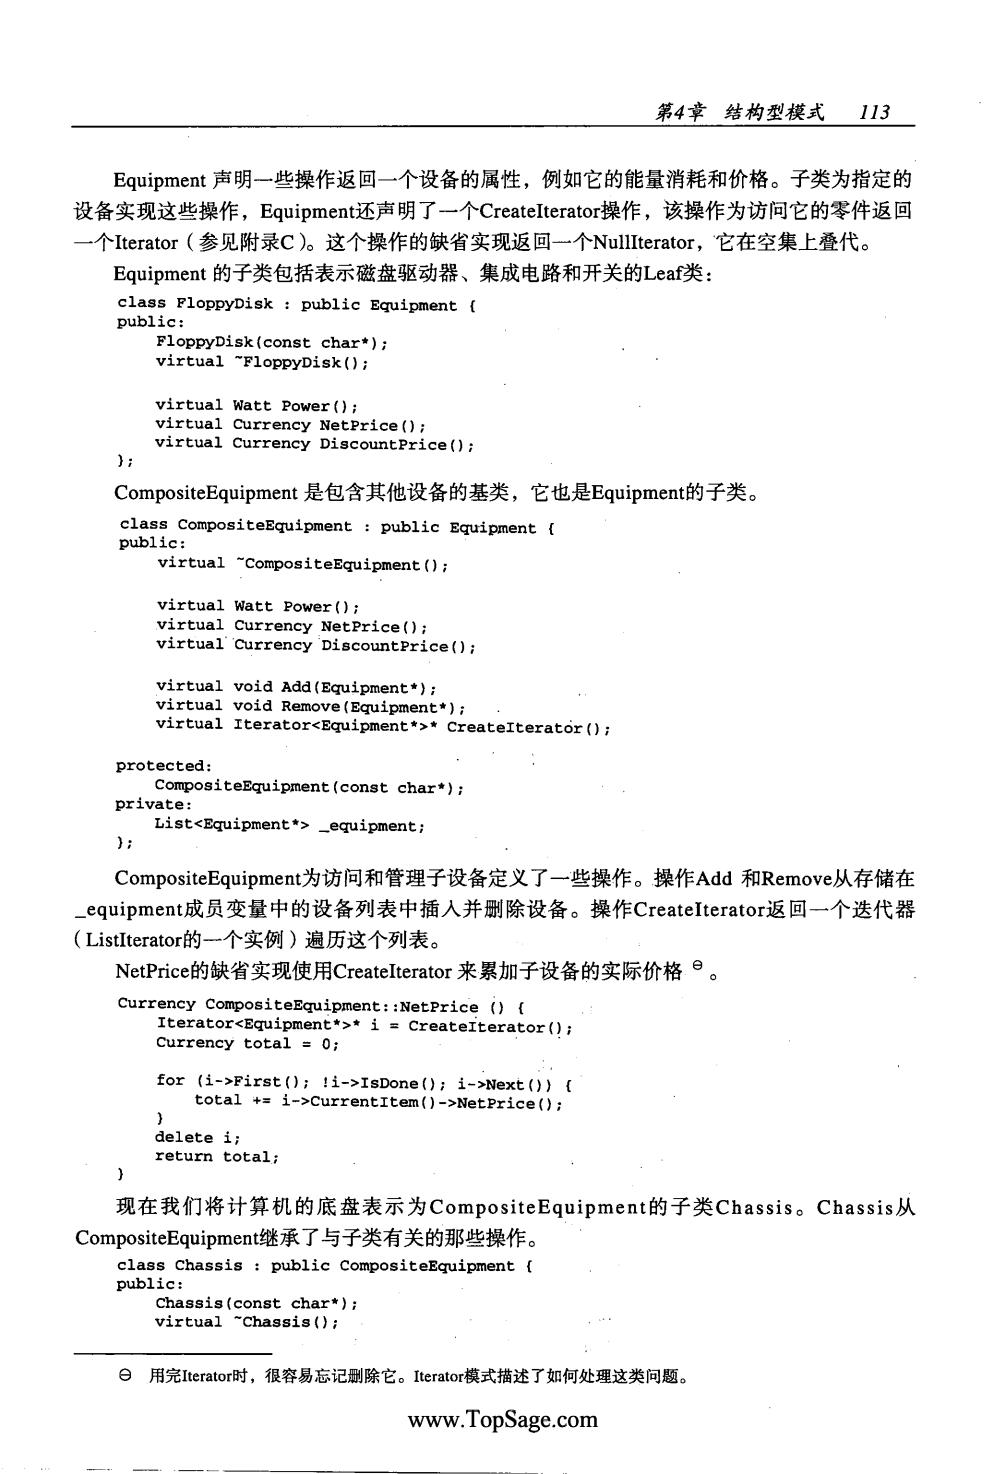 第4章 结构型模式 113
Equipment 声明一些操作返回一个设备的属性，例如它的能量消耗和价格。子类为指定的
设备实现这些操作，Equipment还声明了一个CreateIterator操作，该操作为访问它的零件返回
一个Iterator（参见附录C）。这个操作的缺省实现返回一个NullIterator，它在空集上叠代。
Equipment 的子类包括表示磁盘驱动器、集成电路和开关的Leaf类：
class FloppyDisk : public Equipment {
public:
    FloppyDisk(const char*);
    virtual ~FloppyDisk();
    virtual Watt Power();
    virtual Currency NetPrice();
    virtual Currency DiscountPrice();
};
CompositeEquipment 是包含其他设备的基类，它也是Equipment的子类。
class CompositeEquipment : public Equipment {
public:
    virtual ~CompositeEquipment();
    virtual Watt Power();
    virtual Currency NetPrice();
    virtual Currency DiscountPrice();
    virtual void Add(Equipment*);
    virtual void Remove(Equipment*);
    virtual Iterator<Equipment*>* CreateIterator();
protected:
    CompositeEquipment(const char*);
private:
    List<Equipment*> _equipment;
};
CompositeEquipment为访问和管理子设备定义了一些操作。操作Add 和Remove从存储在
_equipment成员变量中的设备列表中插入并删除设备。操作CreateIterator返回一个迭代器
（ListIterator的一个实例）遍历这个列表。
NetPrice的缺省实现使用CreateIterator 来累加子设备的实际价格 ⊖ 。
Currency CompositeEquipment::NetPrice () {
    Iterator<Equipment*>* i = CreateIterator();
    Currency total = 0;
    for (i->First(); !i->IsDone(); i->Next()) {
        total += i->CurrentItem()->NetPrice();
    }
    delete i;
    return total;
}
现在我们将计算机的底盘表示为CompositeEquipment的子类Chassis。Chassis从
CompositeEquipment继承了与子类有关的那些操作。
class Chassis : public CompositeEquipment {
public:
    Chassis(const char*);
    virtual ~Chassis();
⊖ 用完Iterator时，很容易忘记删除它。Iterator模式描述了如何处理这类问题。
www.TopSage.com